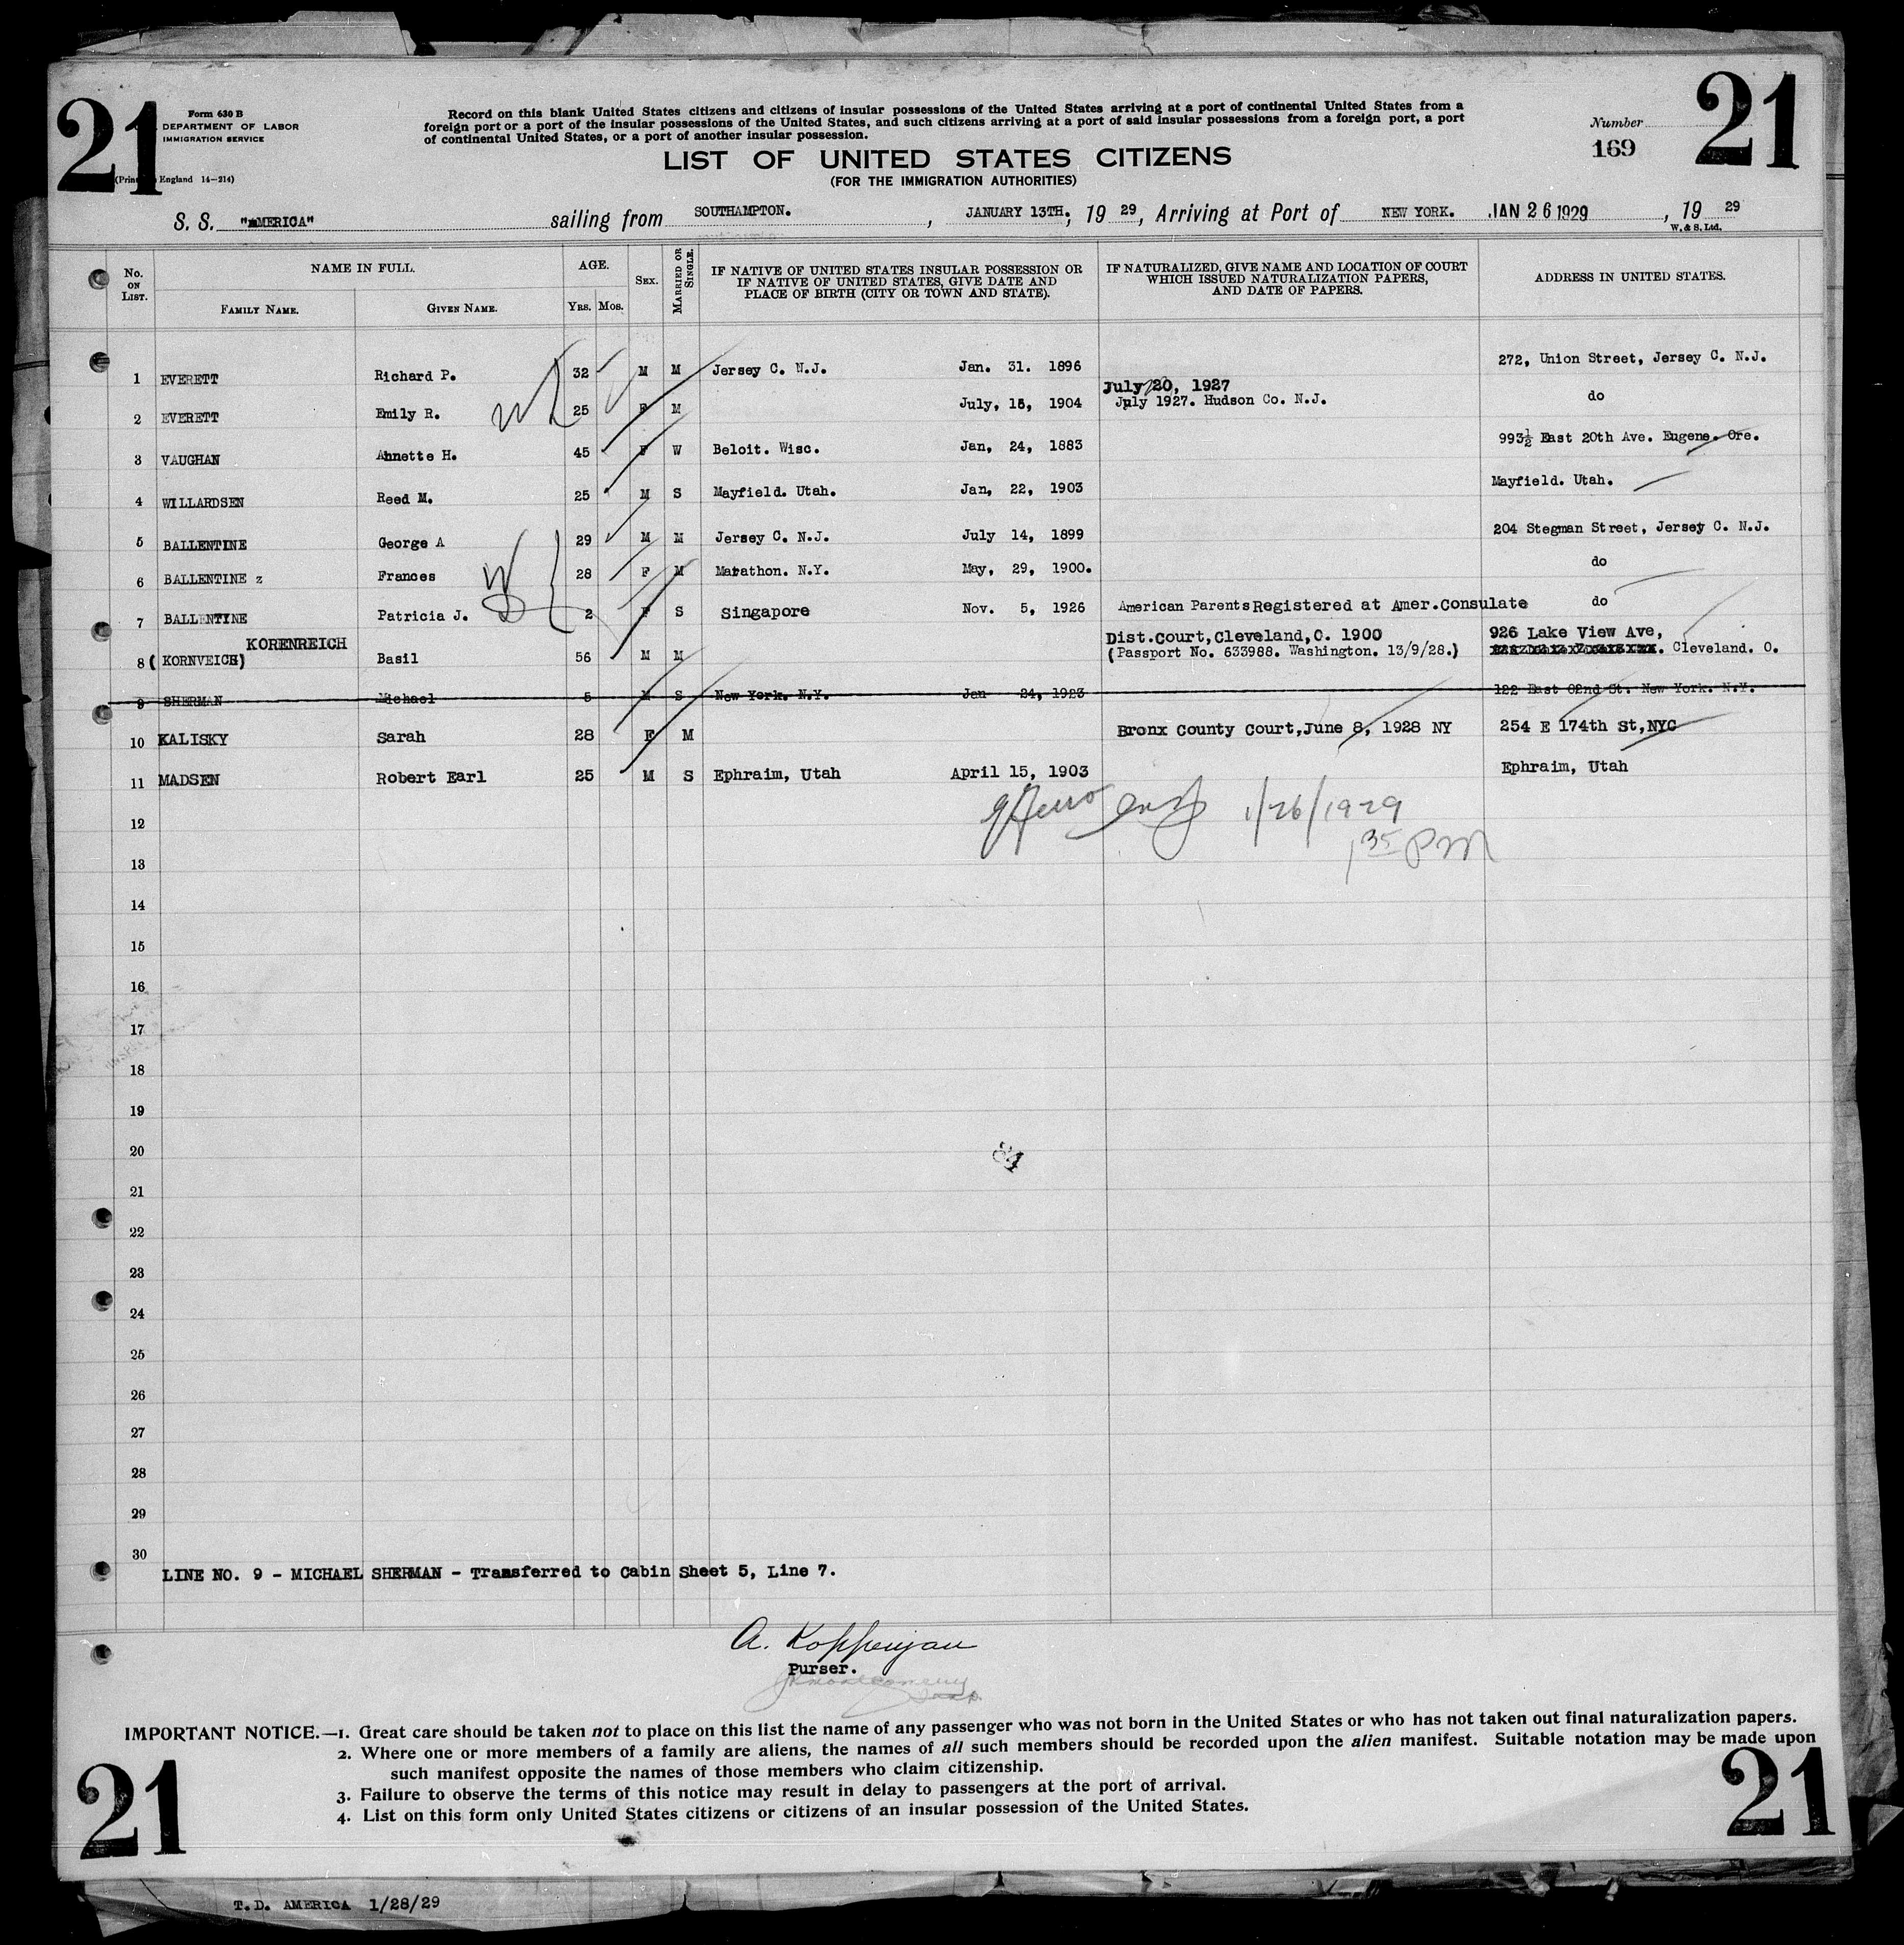 21
21
Form 630 B
DEPARTMENT OF LABOR
IMMIGRATION SERVICE
England 14—214)
Record on this blank United States citizens and citizens of insular possessions of the United States arriving at a port of continental United States from a
foreign port or a port of the insular possessions of the United States, and such citizens arriving at a port of said insular possessions from a foreign port, a port
of continental United States, or a port of another insular possession.
Number
169
LIST OF UNITED STATES CITIZENS
(FOR THE IMMIGRATION AUTHORITIES)
S. S. "AMERICA" sailing from SOUTHAMPTON. , JANUARY 13TH; 19 29, Arriving at Port of NEW YORK. JAN 26 1929 , 19 29
W. & S. Ltd.
No. ON LIST. NAME IN FULL. AGE. SEX. MARRIED OR SINGLE. IF NATIVE OF UNITED STATES INSULAR POSSESSION OR IF NATIVE OF UNITED STATES, GIVE DATE AND PLACE OF BIRTH (CITY OR TOWN AND STATE). IF NATURALIZED, GIVE NAME AND LOCATION OF COURT WHICH ISSUED NATURALIZATION PAPERS, AND DATE OF PAPERS. ADDRESS IN UNITED STATES.
FAMILY NAME. GIVEN NAME. YRS. MOS.
1 EVERETT Richard P. 32 M M Jersey C. N.J. Jan. 31. 1896 272, Union Street, Jersey C. N.J.
July 20, 1927
2 EVERETT Emily R. 25 F M July, 15, 1904 July 1927. Hudson Co. N.J. do
3 VAUGHAN Annette H. 45 F W Beloit. Wisc. Jan, 24, 1883 993½ East 20th Ave. Eugene. Ore.
4 WILLARDSEN Reed M. 25 M S Mayfield. Utah. Jan, 22, 1903 Mayfield. Utah.
5 BALLENTINE George A 29 M M Jersey C. N.J. July 14, 1899 204 Stegman Street, Jersey C. N.J.
6 BALLENTINE z Frances 28 F M Marathon. N.Y. May, 29, 1900. do
7 BALLENTINE Patricia J. 2 F S Singapore Nov. 5, 1926 American Parents Registered at Amer. Consulate do
KORENREICH Dist. Court, Cleveland, O. 1900 926 Lake View Ave,
8 (KORNVEICH) Basil 56 M M (Passport No. 633988. Washington. 13/9/28.) Cleveland. O.
9 SHERMAN Michael 5 M S New York. N.Y. Jan 24, 1923 122 East 82nd St. New York. N.Y.
10 KALISKY Sarah 28 F M Bronx County Court, June 8, 1928 NY 254 E 174th St, NYC
11 MADSEN Robert Earl 25 M S Ephraim, Utah April 15, 1903 Ephraim, Utah
12 1/26/1929
1 35 PM
13
14
15
16
17
18
19
20
21
22
23
24
25
26
27
28
29
30
LINE NO. 9 - MICHAEL SHERMAN - Transferred to Cabin Sheet 5, Line 7.
A. Koppenjan
Purser.
IMPORTANT NOTICE.—1. Great care should be taken not to place on this list the name of any passenger who was not born in the United States or who has not taken out final naturalization papers.
2. Where one or more members of a family are aliens, the names of all such members should be recorded upon the alien manifest. Suitable notation may be made upon
such manifest opposite the names of those members who claim citizenship.
3. Failure to observe the terms of this notice may result in delay to passengers at the port of arrival.
4. List on this form only United States citizens or citizens of an insular possession of the United States.
21
21
T.D. AMERICA 1/28/29